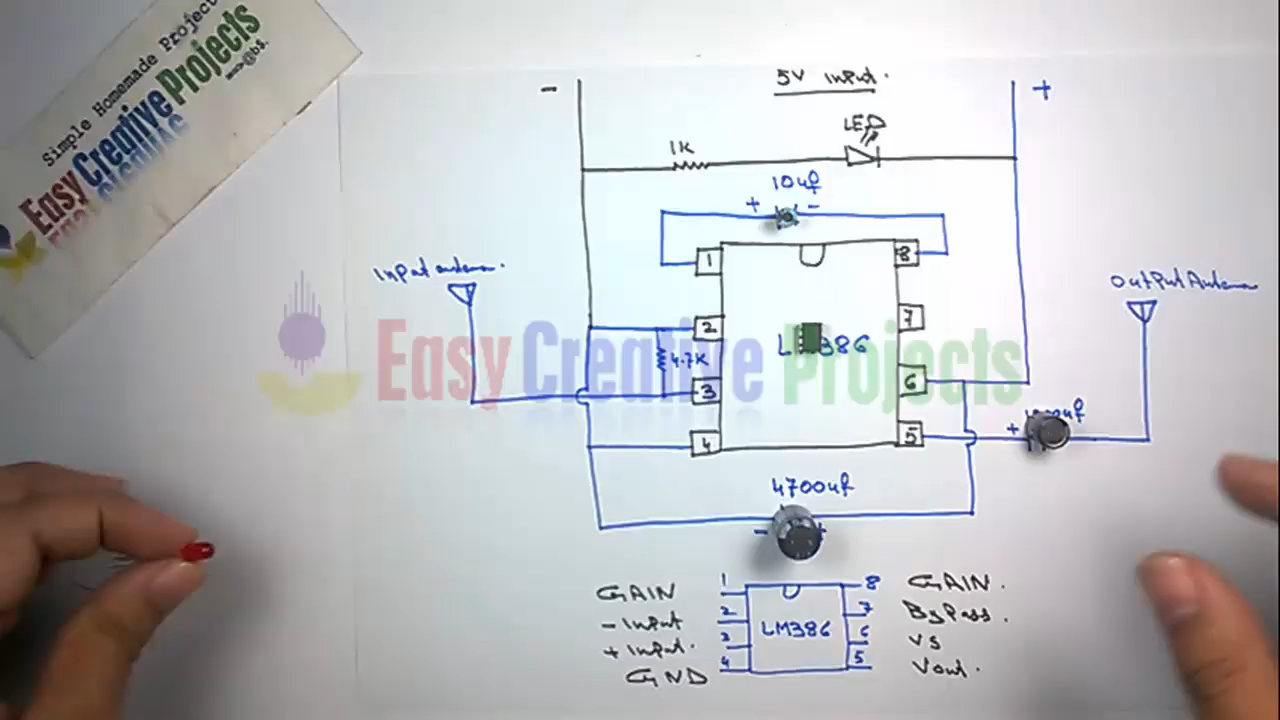 Simple Homemade Project
Easy Creative Projects
5V Input.
-
+
LED
1K
10uf
+ -
Input antenna.
Output Antenna
1
8
2
7
4.7K
LM386
Easy Creative Projects
3
6
4
5
+
4700uf
- +
GAIN 1 8 GAIN.
-Input 2 7 ByPass.
+Input. 3 LM386 6 VS
GND 4 5 Vout.